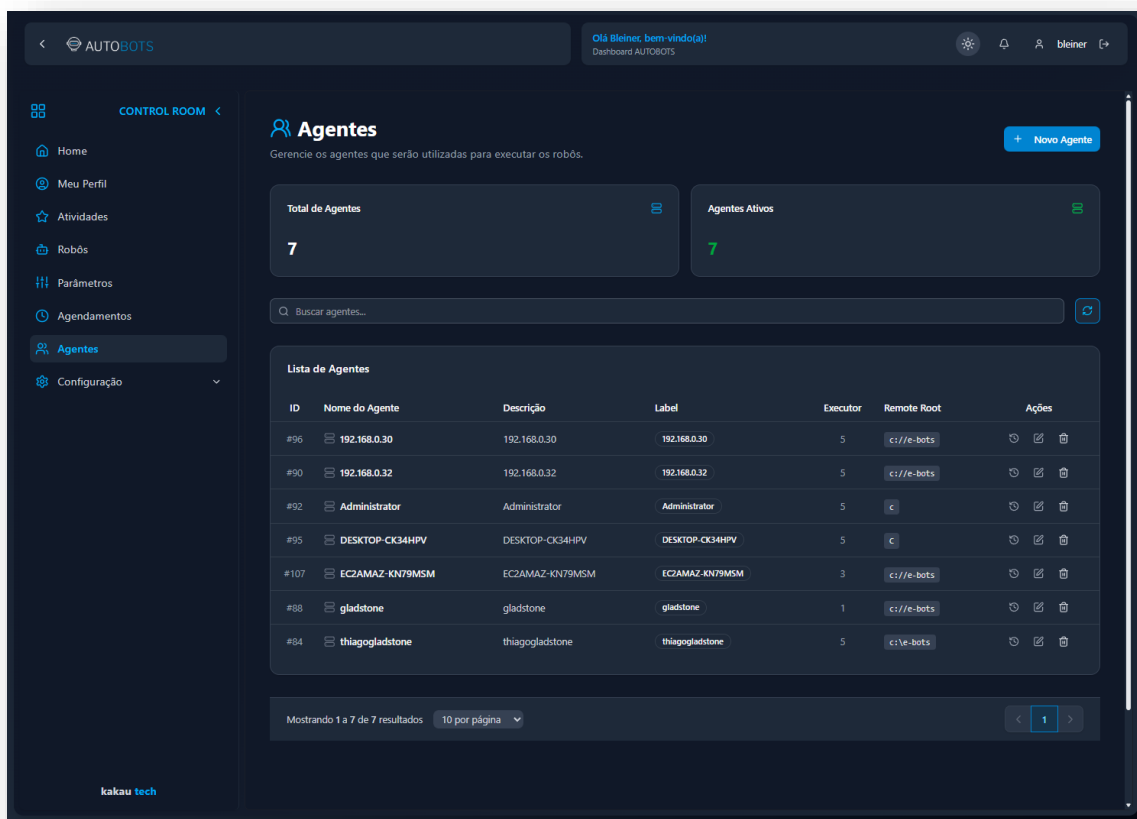 AUTOBOTS
Olá Bleiner, bem-vindo(a)!
Dashboard AUTOBOTS
bleiner
CONTROL ROOM
Home
Meu Perfil
Atividades
Robôs
Parâmetros
Agendamentos
Agentes
Configuração
kakau tech
Agentes
Gerencie os agentes que serão utilizadas para executar os robôs.
+ Novo Agente
Total de Agentes
7
Agentes Ativos
7
Buscar agentes...
Lista de Agentes
ID Nome do Agente Descrição Label Executor Remote Root Ações
#96 192.168.0.30 192.168.0.30 192.168.0.30 5 c://e-bots
#90 192.168.0.32 192.168.0.32 192.168.0.32 5 c://e-bots
#92 Administrator Administrator Administrator 5 c
#95 DESKTOP-CK34HPV DESKTOP-CK34HPV DESKTOP-CK34HPV 5 c
#107 EC2AMAZ-KN79MSM EC2AMAZ-KN79MSM EC2AMAZ-KN79MSM 3 c://e-bots
#88 gladstone gladstone gladstone 1 c://e-bots
#84 thiagogladstone thiagogladstone thiagogladstone 5 c:\e-bots
Mostrando 1 a 7 de 7 resultados 10 por página 1